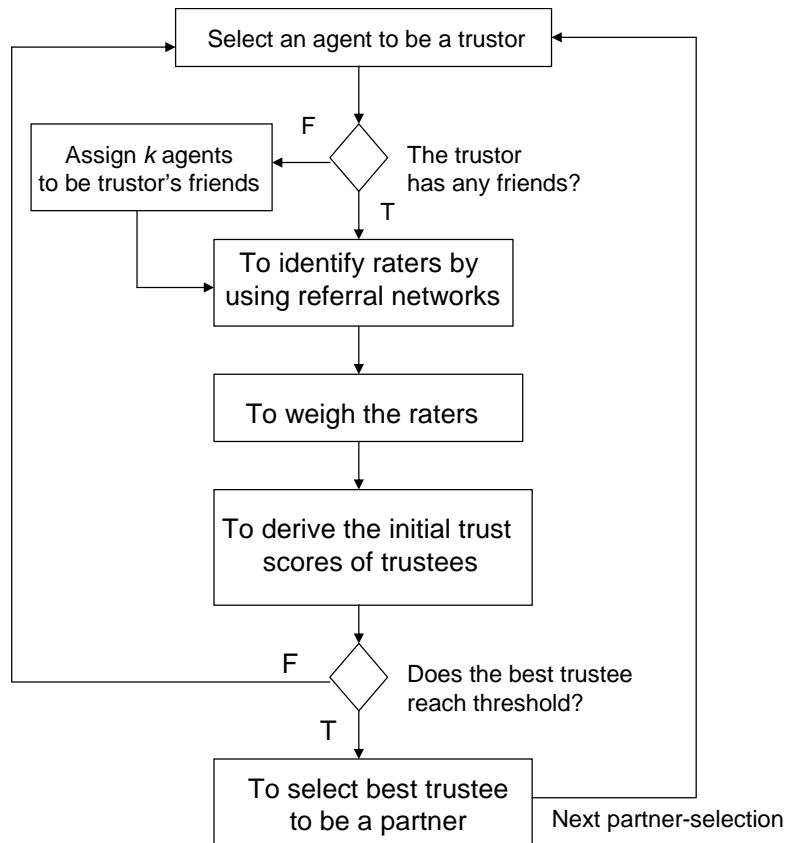 Select an agent to be a trustor
F
Assign k agents
to be trustor's friends
The trustor
has any friends?
T
To identify raters by
using referral networks
To weigh the raters
To derive the initial trust
scores of trustees
F
Does the best trustee
reach threshold?
T
To select best trustee
to be a partner
Next partner-selection